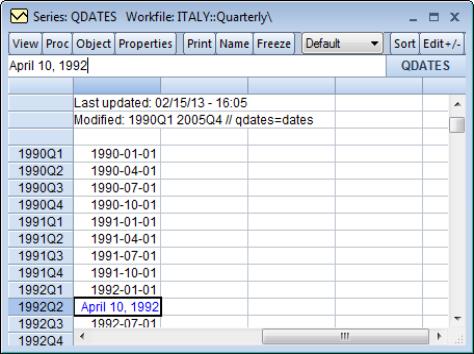 Series: QDATES Workfile: ITALY::Quarterly\
View Proc Object Properties Print Name Freeze Default Sort Edit+/-
April 10, 1992 QDATES
Last updated: 02/15/13 - 16:05
Modified: 1990Q1 2005Q4 // qdates=dates
1990Q1 1990-01-01
1990Q2 1990-04-01
1990Q3 1990-07-01
1990Q4 1990-10-01
1991Q1 1991-01-01
1991Q2 1991-04-01
1991Q3 1991-07-01
1991Q4 1991-10-01
1992Q1 1992-01-01
1992Q2 April 10, 1992
1992Q3 1992-07-01
1992Q4